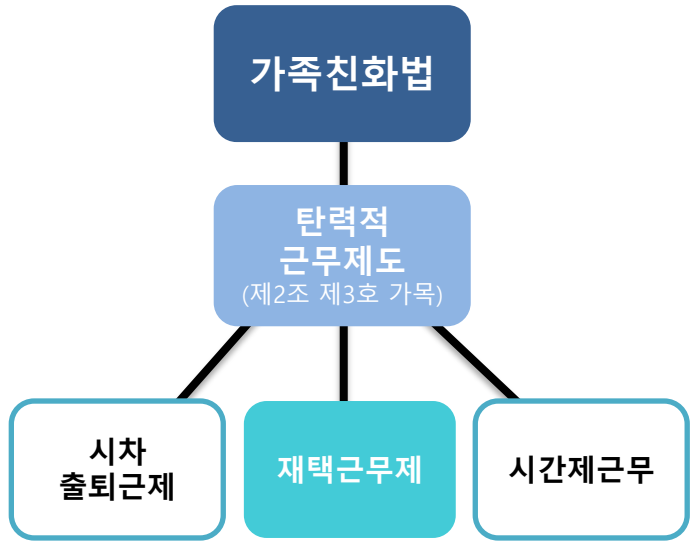 가족친화법
탄력적
근무제도
(제2조 제3호 가목)
시차
출퇴근제
재택근무제
시간제근무